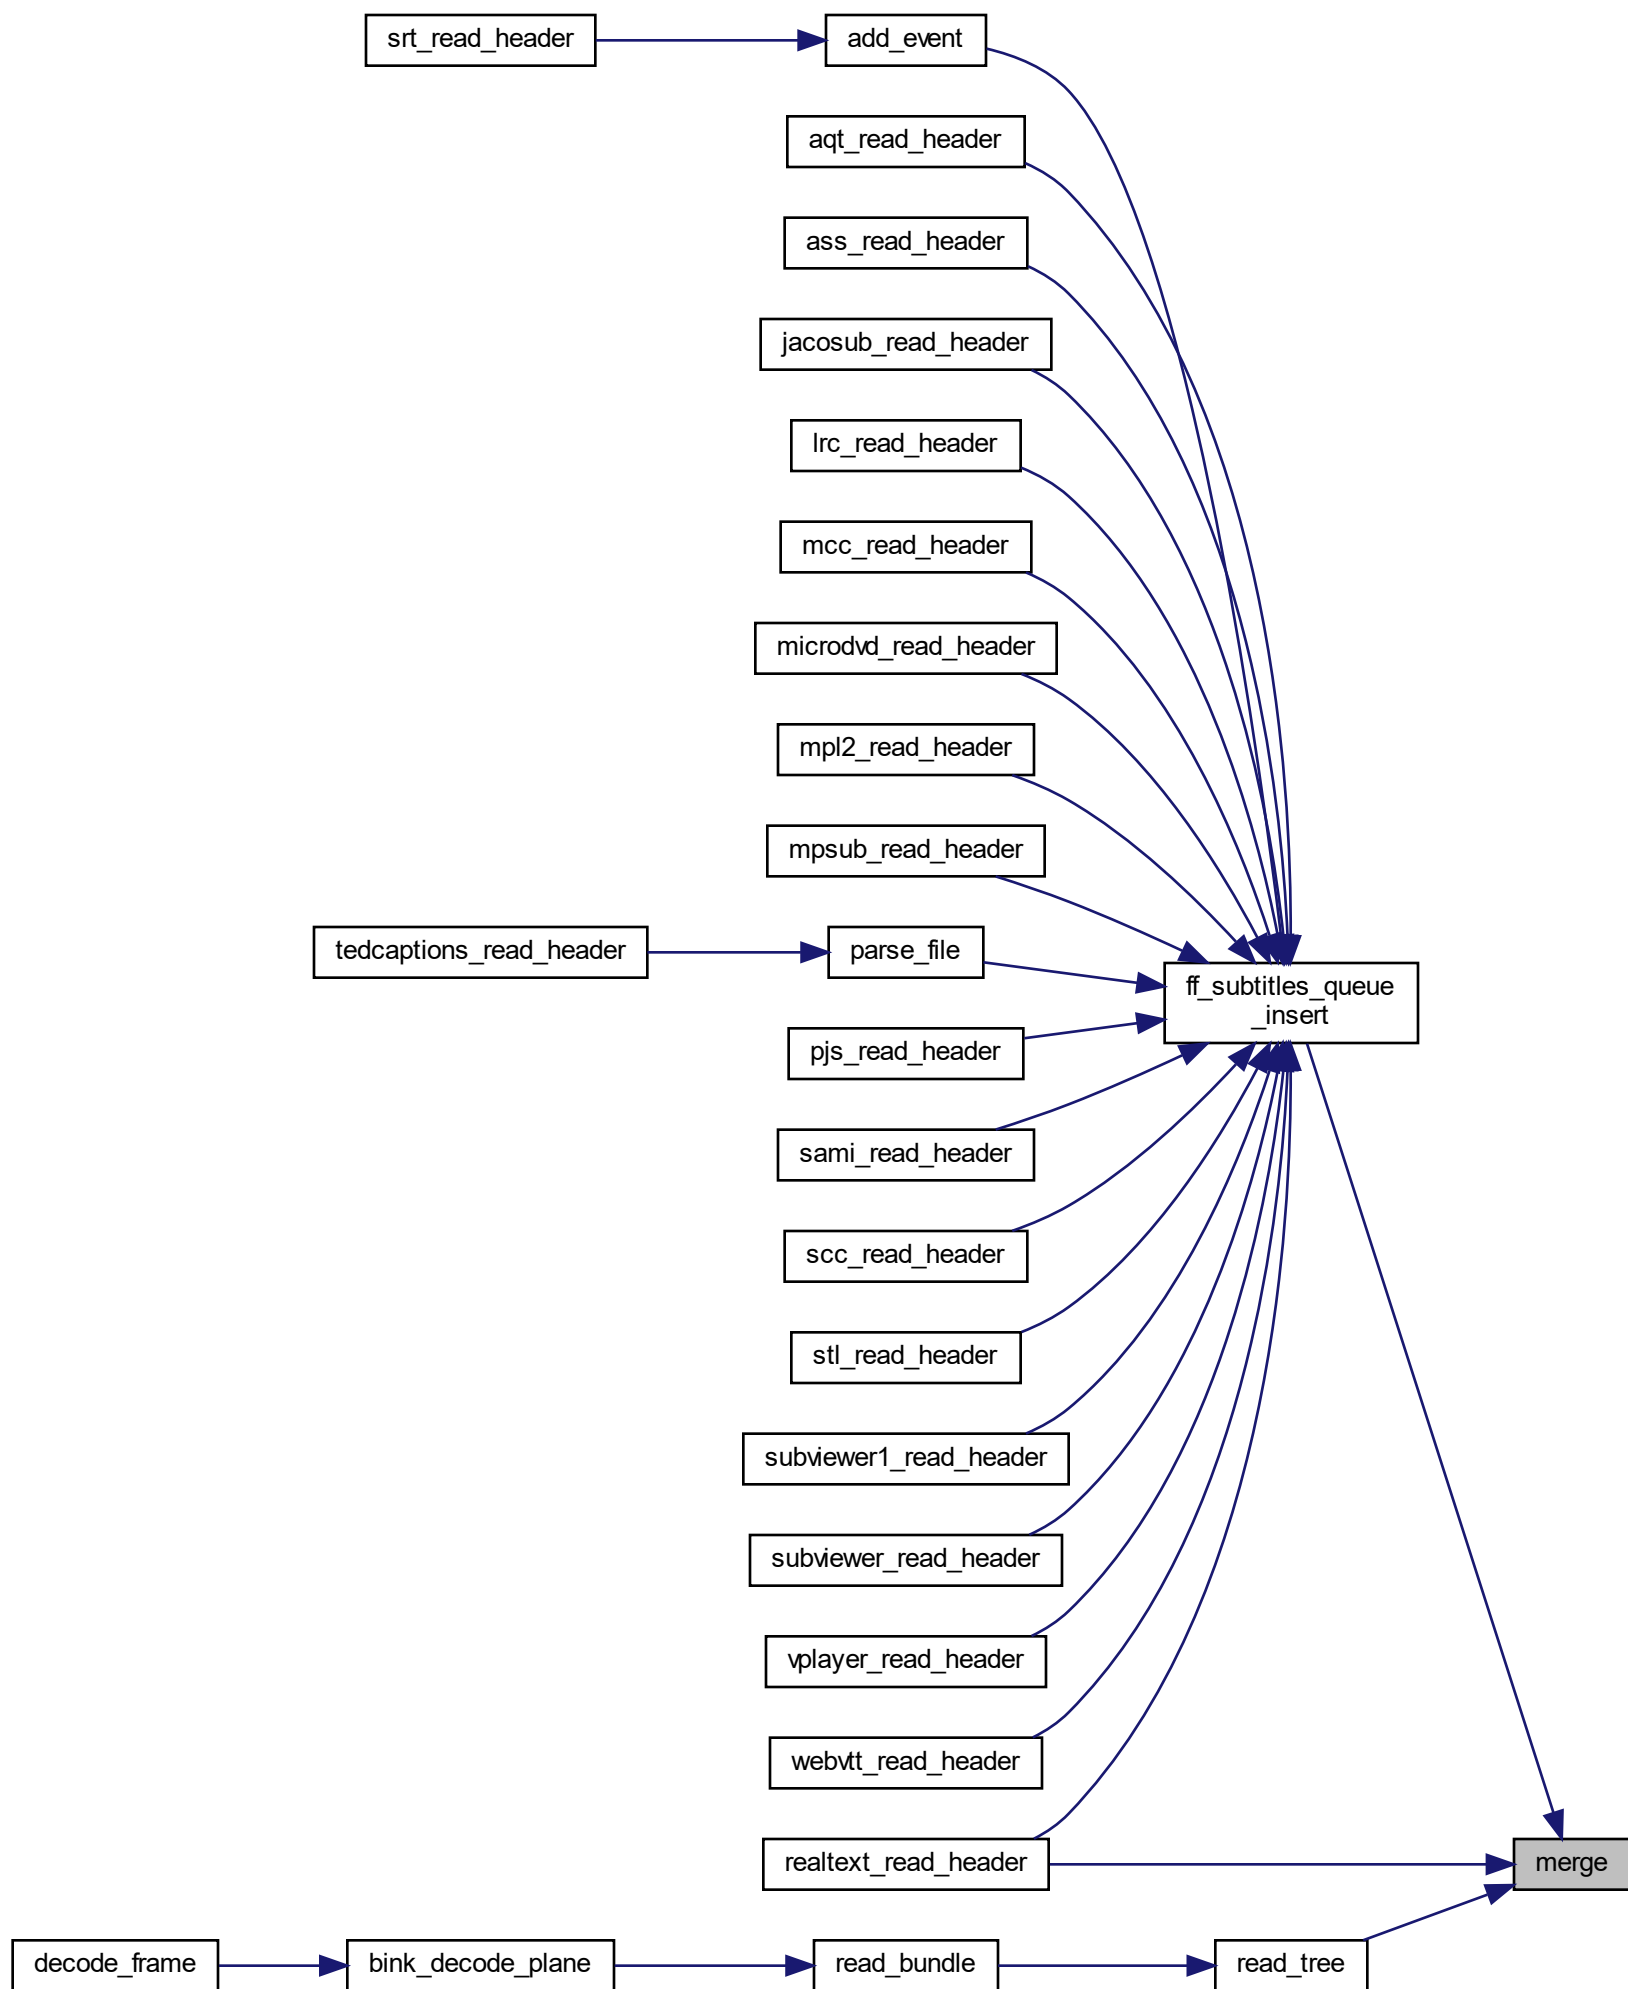 srt_read_header
add_event
aqt_read_header
ass_read_header
jacosub_read_header
lrc_read_header
mcc_read_header
microdvd_read_header
mpl2_read_header
mpsub_read_header
tedcaptions_read_header
parse_file
ff_subtitles_queue
_insert
pjs_read_header
sami_read_header
scc_read_header
stl_read_header
subviewer1_read_header
subviewer_read_header
vplayer_read_header
webvtt_read_header
realtext_read_header
merge
decode_frame
bink_decode_plane
read_bundle
read_tree